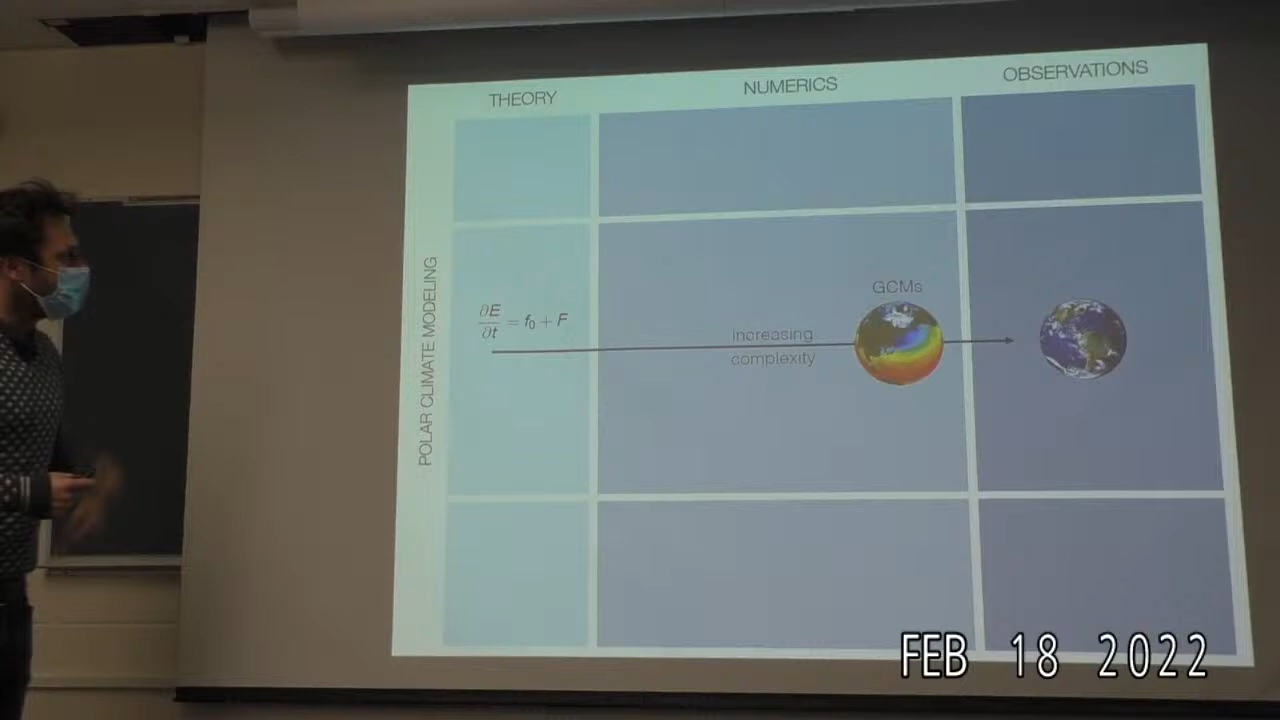 THEORY
NUMERICS
OBSERVATIONS
POLAR CLIMATE MODELING
∂E/∂t = f₀ + F
increasing
complexity
GCMs
FEB 18 2022